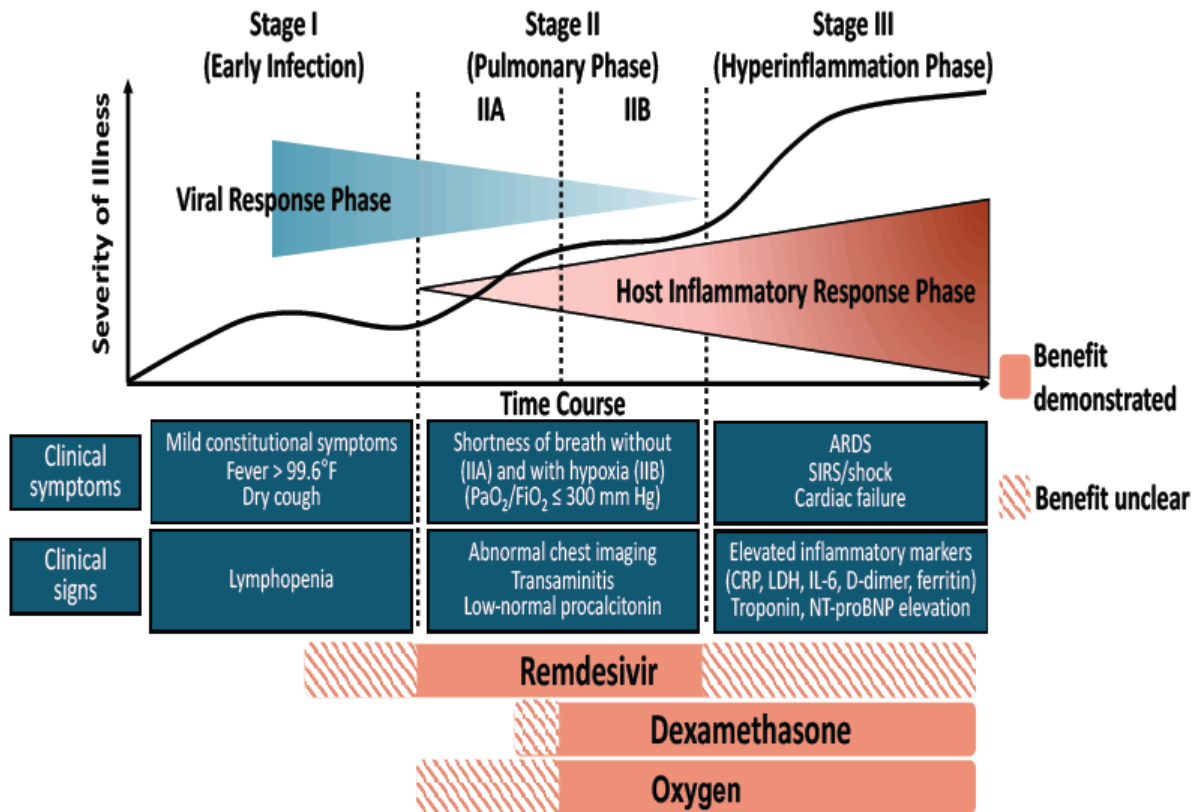 Stage I
(Early Infection)
Stage II
(Pulmonary Phase)
IIA
IIB
Stage III
(Hyperinflammation Phase)
Severity of Illness
Viral Response Phase
Host Inflammatory Response Phase
Time Course
Benefit
demonstrated
Benefit unclear
Clinical
symptoms
Mild constitutional symptoms
Fever > 99.6°F
Dry cough
Shortness of breath without
(IIA) and with hypoxia (IIB)
(PaO₂/FiO₂ ≤ 300 mm Hg)
ARDS
SIRS/shock
Cardiac failure
Clinical
signs
Lymphopenia
Abnormal chest imaging
Transaminitis
Low-normal procalcitonin
Elevated inflammatory markers
(CRP, LDH, IL-6, D-dimer, ferritin)
Troponin, NT-proBNP elevation
Remdesivir
Dexamethasone
Oxygen